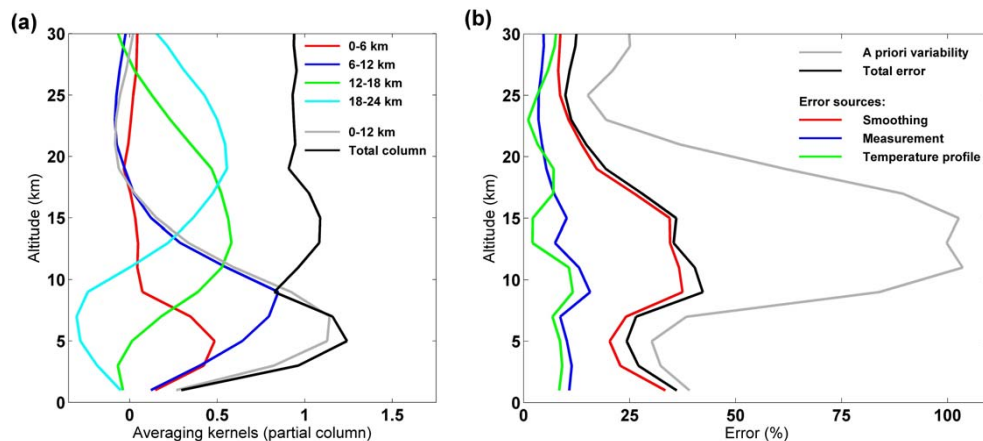 (a)
30
25
20
15
10
5
0
Altitude (km)
0
0.5
1
1.5
Averaging kernels (partial column)
0-6 km
6-12 km
12-18 km
18-24 km
0-12 km
Total column
(b)
30
25
20
15
10
5
0
Altitude (km)
0
25
50
75
100
Error (%)
A priori variability
Total error
Error sources:
Smoothing
Measurement
Temperature profile